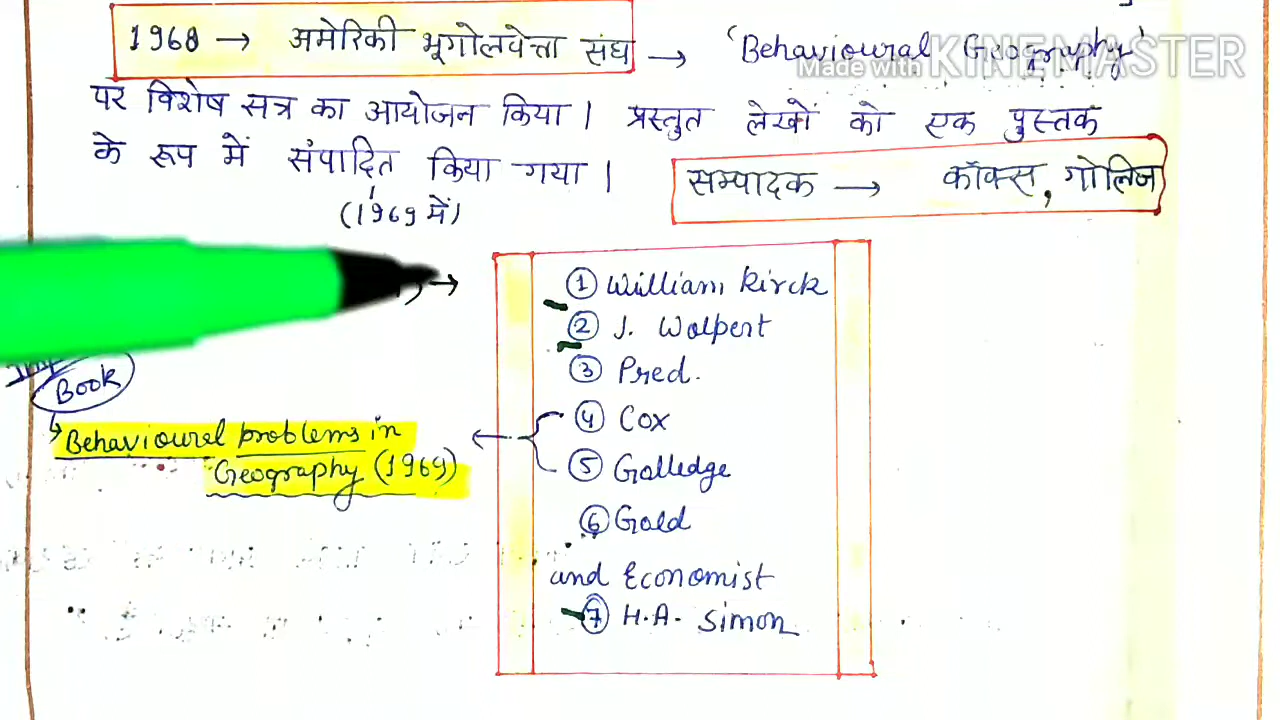 1968 → अमेरिकी भूगोलवेत्ता संघ → 'Behavioural Geography'
Made with KINEMASTER
पर विशेष सत्र का आयोजन किया। प्रस्तुत लेखों को एक पुस्तक
के रूप में संपादित किया गया।
सम्पादक → कॉक्स, गोलिज
(1969 में)
→
① William Kirck
② J. Wolpert
③ Pred.
Book
④ Cox
Behavioural problems in
Geography (1969)
⑤ Golledge
⑥ Gold
and Economist
⑦ H.A. Simon